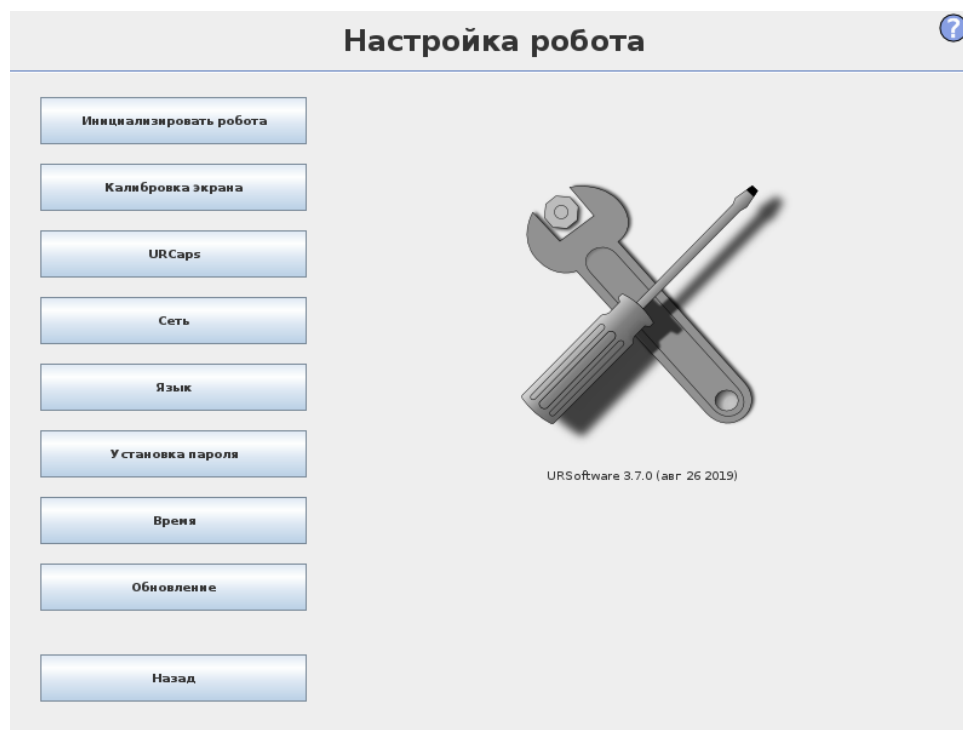 Настройка робота
?
Инициализировать робота
Калибровка экрана
URCaps
Сеть
Язык
Установка пароля
URSoftware 3.7.0 (авг 26 2019)
Время
Обновление
Назад